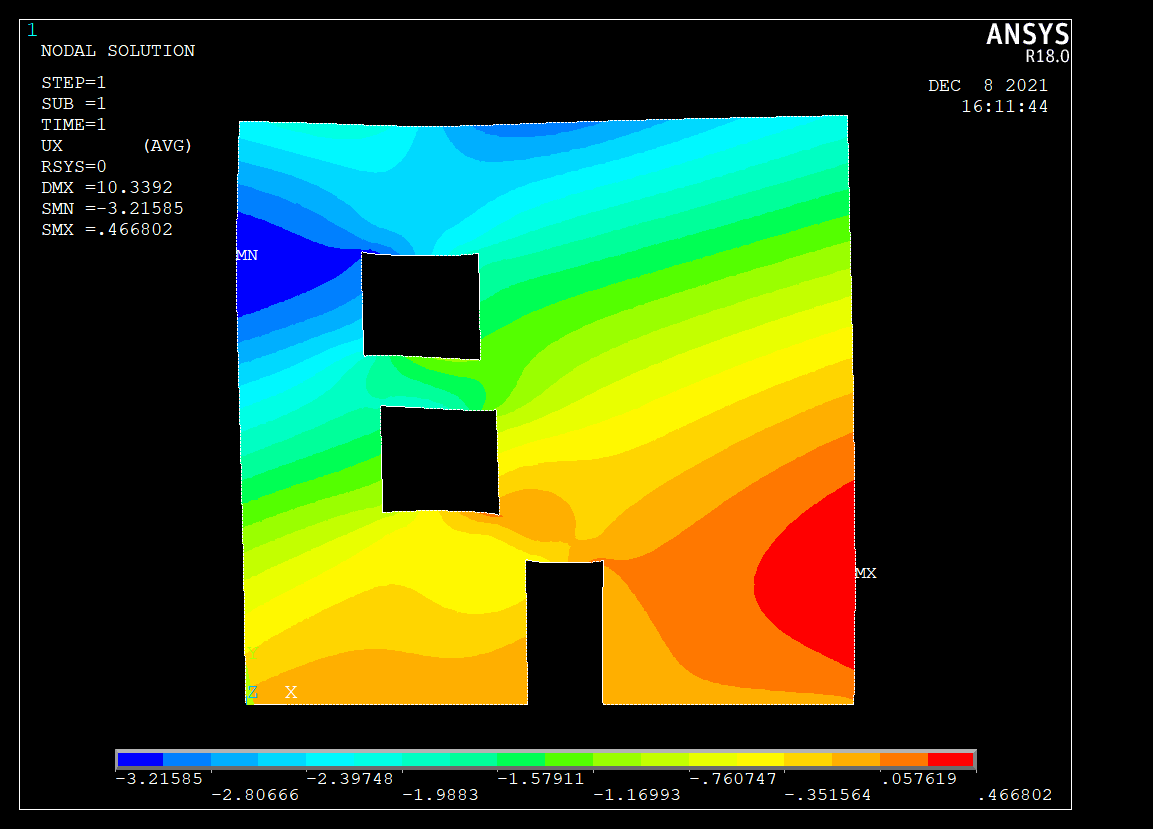 1
ANSYS
R18.0
NODAL SOLUTION
DEC 8 2021
16:11:44
STEP=1
SUB =1
TIME=1
UX (AVG)
RSYS=0
DMX =10.3392
SMN =-3.21585
SMX =.466802
MN
MX
Z X
-3.21585 -2.39748 -1.57911 -.760747 .057619
-2.80666 -1.9883 -1.16993 -.351564 .466802